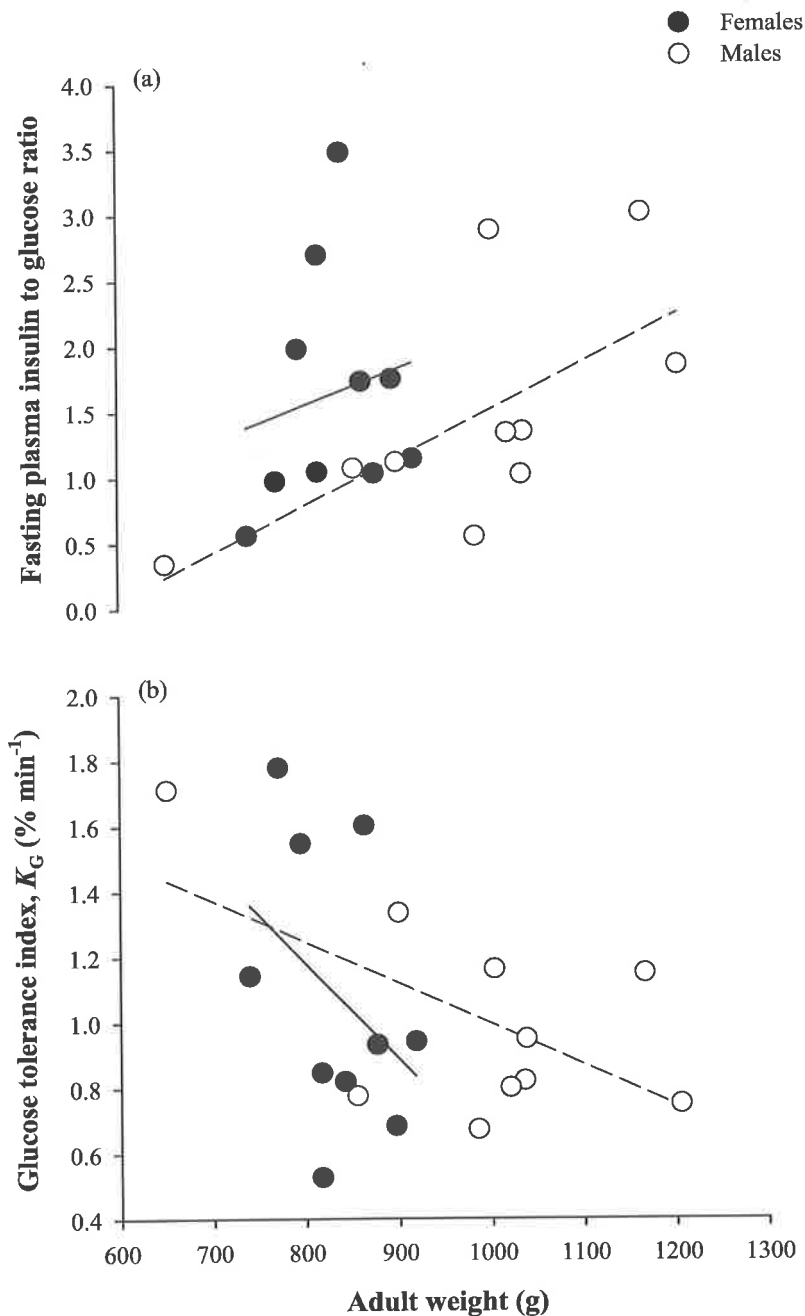 Females
Males
(a)
4.0
3.5
3.0
2.5
2.0
1.5
1.0
0.5
0.0
Fasting plasma insulin to glucose ratio
(b)
2.0
1.8
1.6
1.4
1.2
1.0
0.8
0.6
0.4
Glucose tolerance index, K_G (% min⁻¹)
600 700 800 900 1000 1100 1200 1300
Adult weight (g)